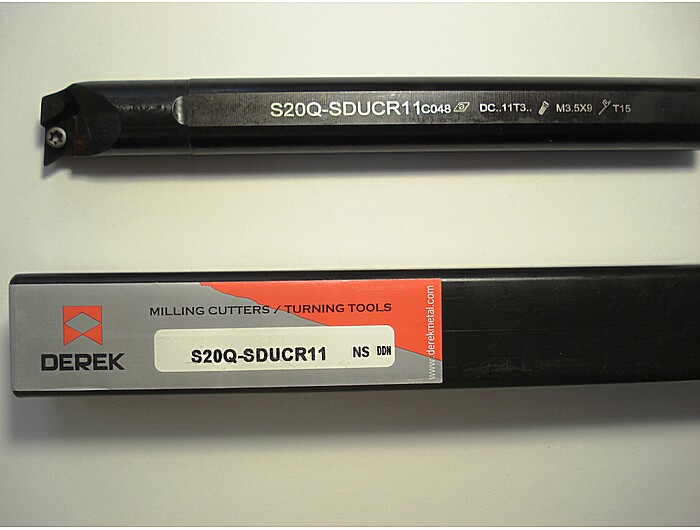 S20Q-SDUCR11C048 DC..11T3.. M3.5X9 T15
MILLING CUTTERS / TURNING TOOLS
DEREK
S20Q-SDUCR11 NS DDN
www.derekmetal.com